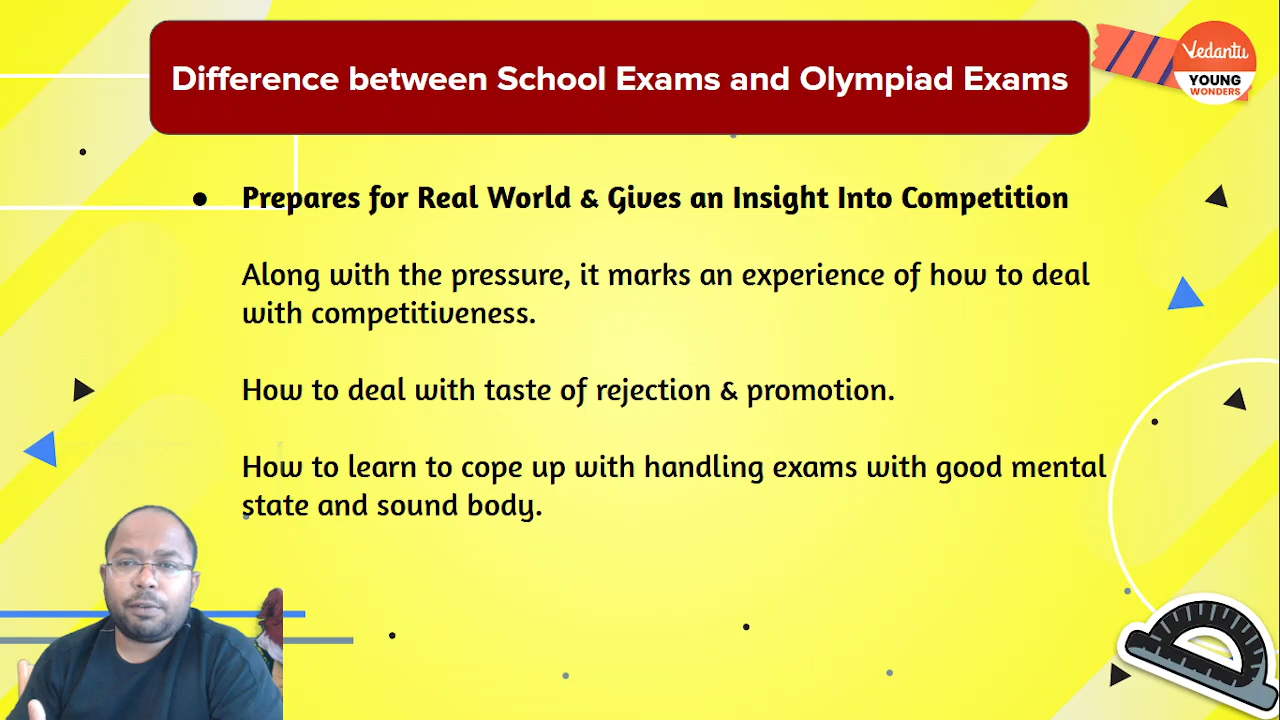 Difference between School Exams and Olympiad Exams
Vedantu
YOUNG
WONDERS
● Prepares for Real World & Gives an Insight Into Competition
Along with the pressure, it marks an experience of how to deal
with competitiveness.
How to deal with taste of rejection & promotion.
How to learn to cope up with handling exams with good mental
state and sound body.